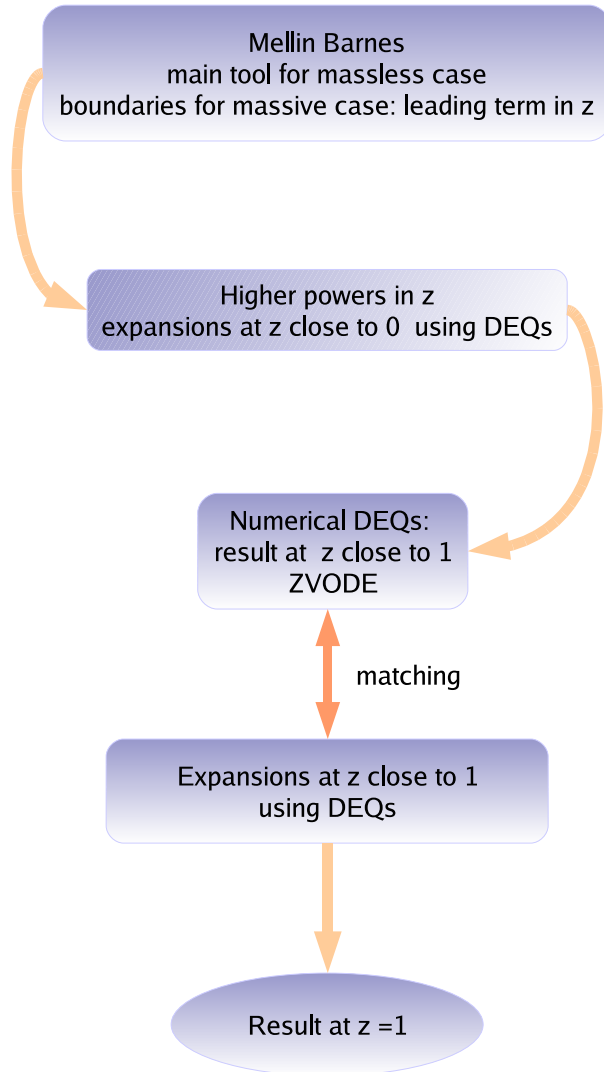 Mellin Barnes
main tool for massless case
boundaries for massive case: leading term in z
Higher powers in z
expansions at z close to 0 using DEQs
Numerical DEQs:
result at z close to 1
ZVODE
matching
Expansions at z close to 1
using DEQs
Result at z =1